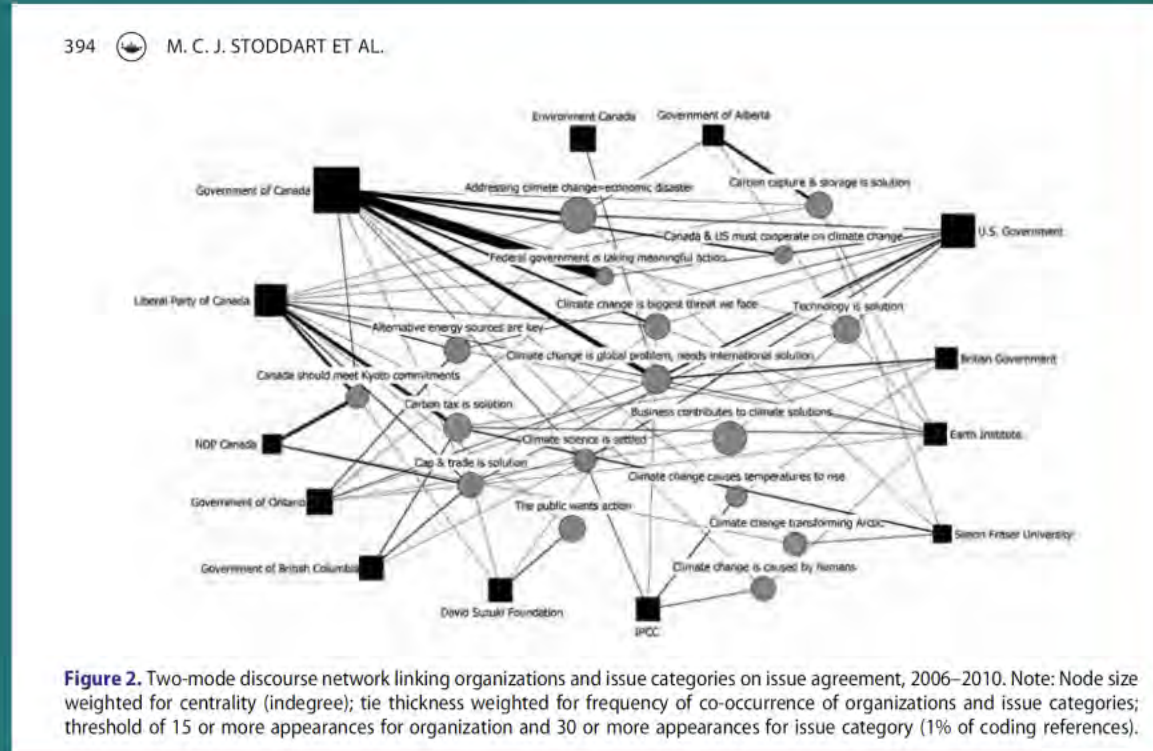 394 M. C. J. STODDART ET AL.
Environment Canada
Government of Alberta
Government of Canada
Addressing climate change=economic disaster
Carbon capture & storage is solution
Canada & US must cooperate on climate change
U.S. Government
Federal government is taking meaningful action
Liberal Party of Canada
Climate change is biggest threat we face
Technology is solution
Alternative energy sources are key
Climate change is global problem, needs international solution
Britian Government
Canada should meet Kyoto commitments
Carbon tax is solution
Business contributes to climate solutions
NDP Canada
Climate science is settled
Earth Institute
Cap & trade is solution
Climate change causes temperatures to rise
Government of Ontario
The public wants action
Climate change transforming Arctic
Simon Fraser University
Government of British Columbia
Climate change is caused by humans
David Suzuki Foundation
IPCC
Figure 2. Two-mode discourse network linking organizations and issue categories on issue agreement, 2006–2010. Note: Node size
weighted for centrality (indegree); tie thickness weighted for frequency of co-occurrence of organizations and issue categories;
threshold of 15 or more appearances for organization and 30 or more appearances for issue category (1% of coding references).